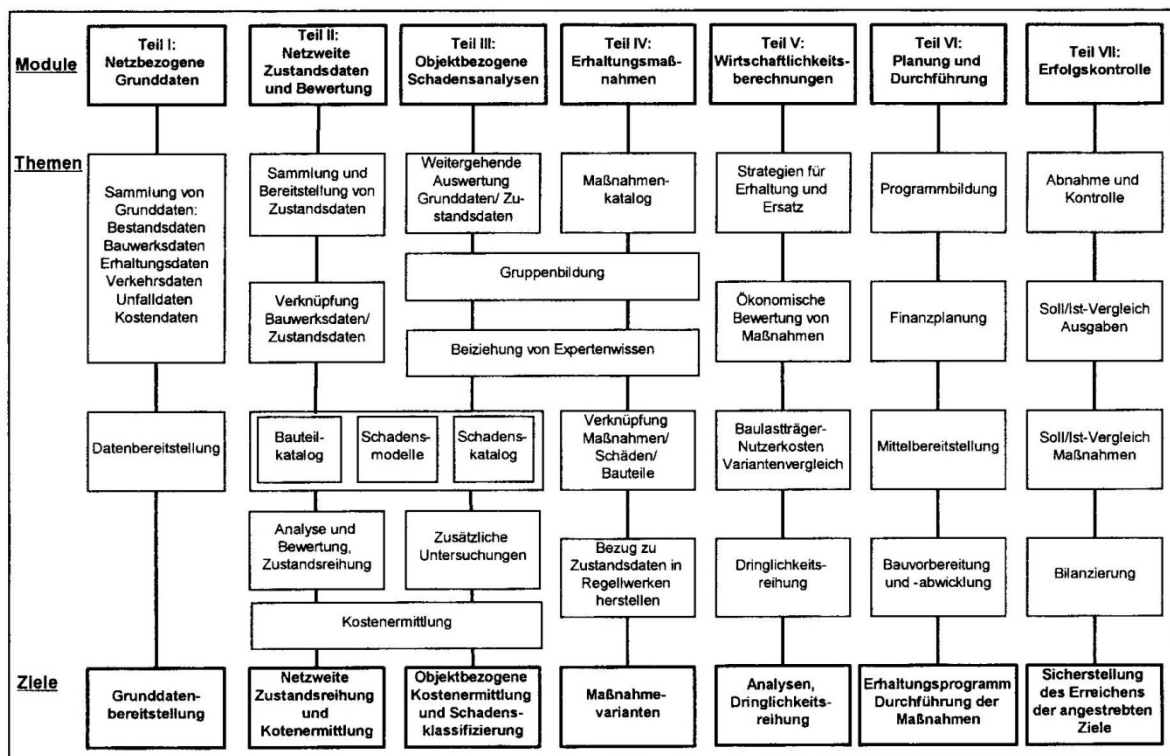 Module
Teil I:
Netzbezogene
Grunddaten
Teil II:
Netzweite
Zustandsdaten
und Bewertung
Teil III:
Objektbezogene
Schadensanalysen
Teil IV:
Erhaltungsmaß-
nahmen
Teil V:
Wirtschaftlichkeits-
berechnungen
Teil VI:
Planung und
Durchführung
Teil VII:
Erfolgskontrolle
Themen
Sammlung von
Grunddaten:
Bestandsdaten
Bauwerksdaten
Erhaltungsdaten
Verkehrsdaten
Unfalldaten
Kostendaten
Sammlung und
Bereitstellung von
Zustandsdaten
Weitergehende
Auswertung
Grunddaten/ Zu-
standsdaten
Maßnahmen-
katalog
Strategien für
Erhaltung und
Ersatz
Programmbildung
Abnahme und
Kontrolle
Gruppenbildung
Verknüpfung
Bauwerksdaten/
Zustandsdaten
Ökonomische
Bewertung von
Maßnahmen
Finanzplanung
Soll/Ist-Vergleich
Ausgaben
Beiziehung von Expertenwissen
Datenbereitstellung
Bauteil-
katalog
Schadens-
modelle
Schadens-
katalog
Verknüpfung
Maßnahmen/
Schäden/
Bauteile
Baulastträger-
Nutzerkosten
Variantenvergleich
Mittelbereitstellung
Soll/Ist-Vergleich
Maßnahmen
Analyse und
Bewertung,
Zustandsreihung
Zusätzliche
Untersuchungen
Bezug zu
Zustandsdaten in
Regellwerken
herstellen
Dringlichkeits-
reihung
Bauvorbereitung
und -abwicklung
Bilanzierung
Kostenermittlung
Ziele
Grunddaten-
bereitstellung
Netzweite
Zustandsreihung
und
Kotenermittlung
Objektbezogene
Kostenermittlung
und Schadens-
klassifizierung
Maßnahme-
varianten
Analysen,
Dringlichkeits-
reihung
Erhaltungsprogramm
Durchführung der
Maßnahmen
Sicherstellung
des Erreichens
der angestrebten
Ziele